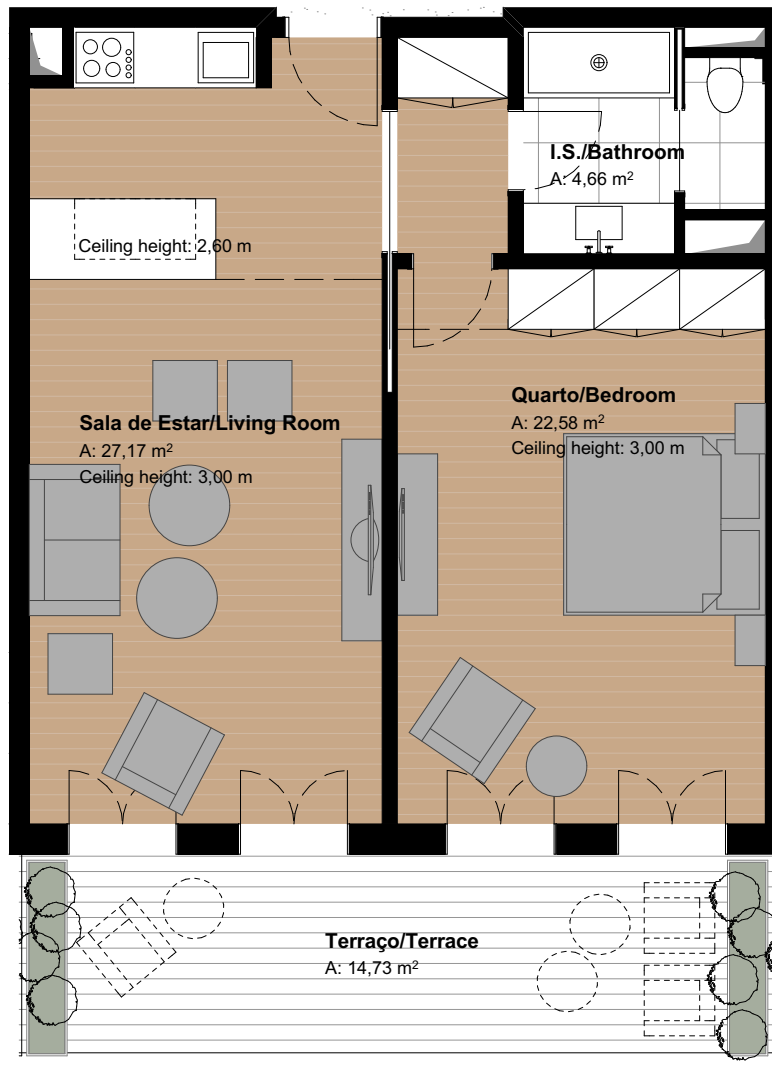 I.S./Bathroom
A: 4,66 m²
Ceiling height: 2,60 m
Quarto/Bedroom
A: 22,58 m²
Ceiling height: 3,00 m
Sala de Estar/Living Room
A: 27,17 m²
Ceiling height: 3,00 m
Terraço/Terrace
A: 14,73 m²